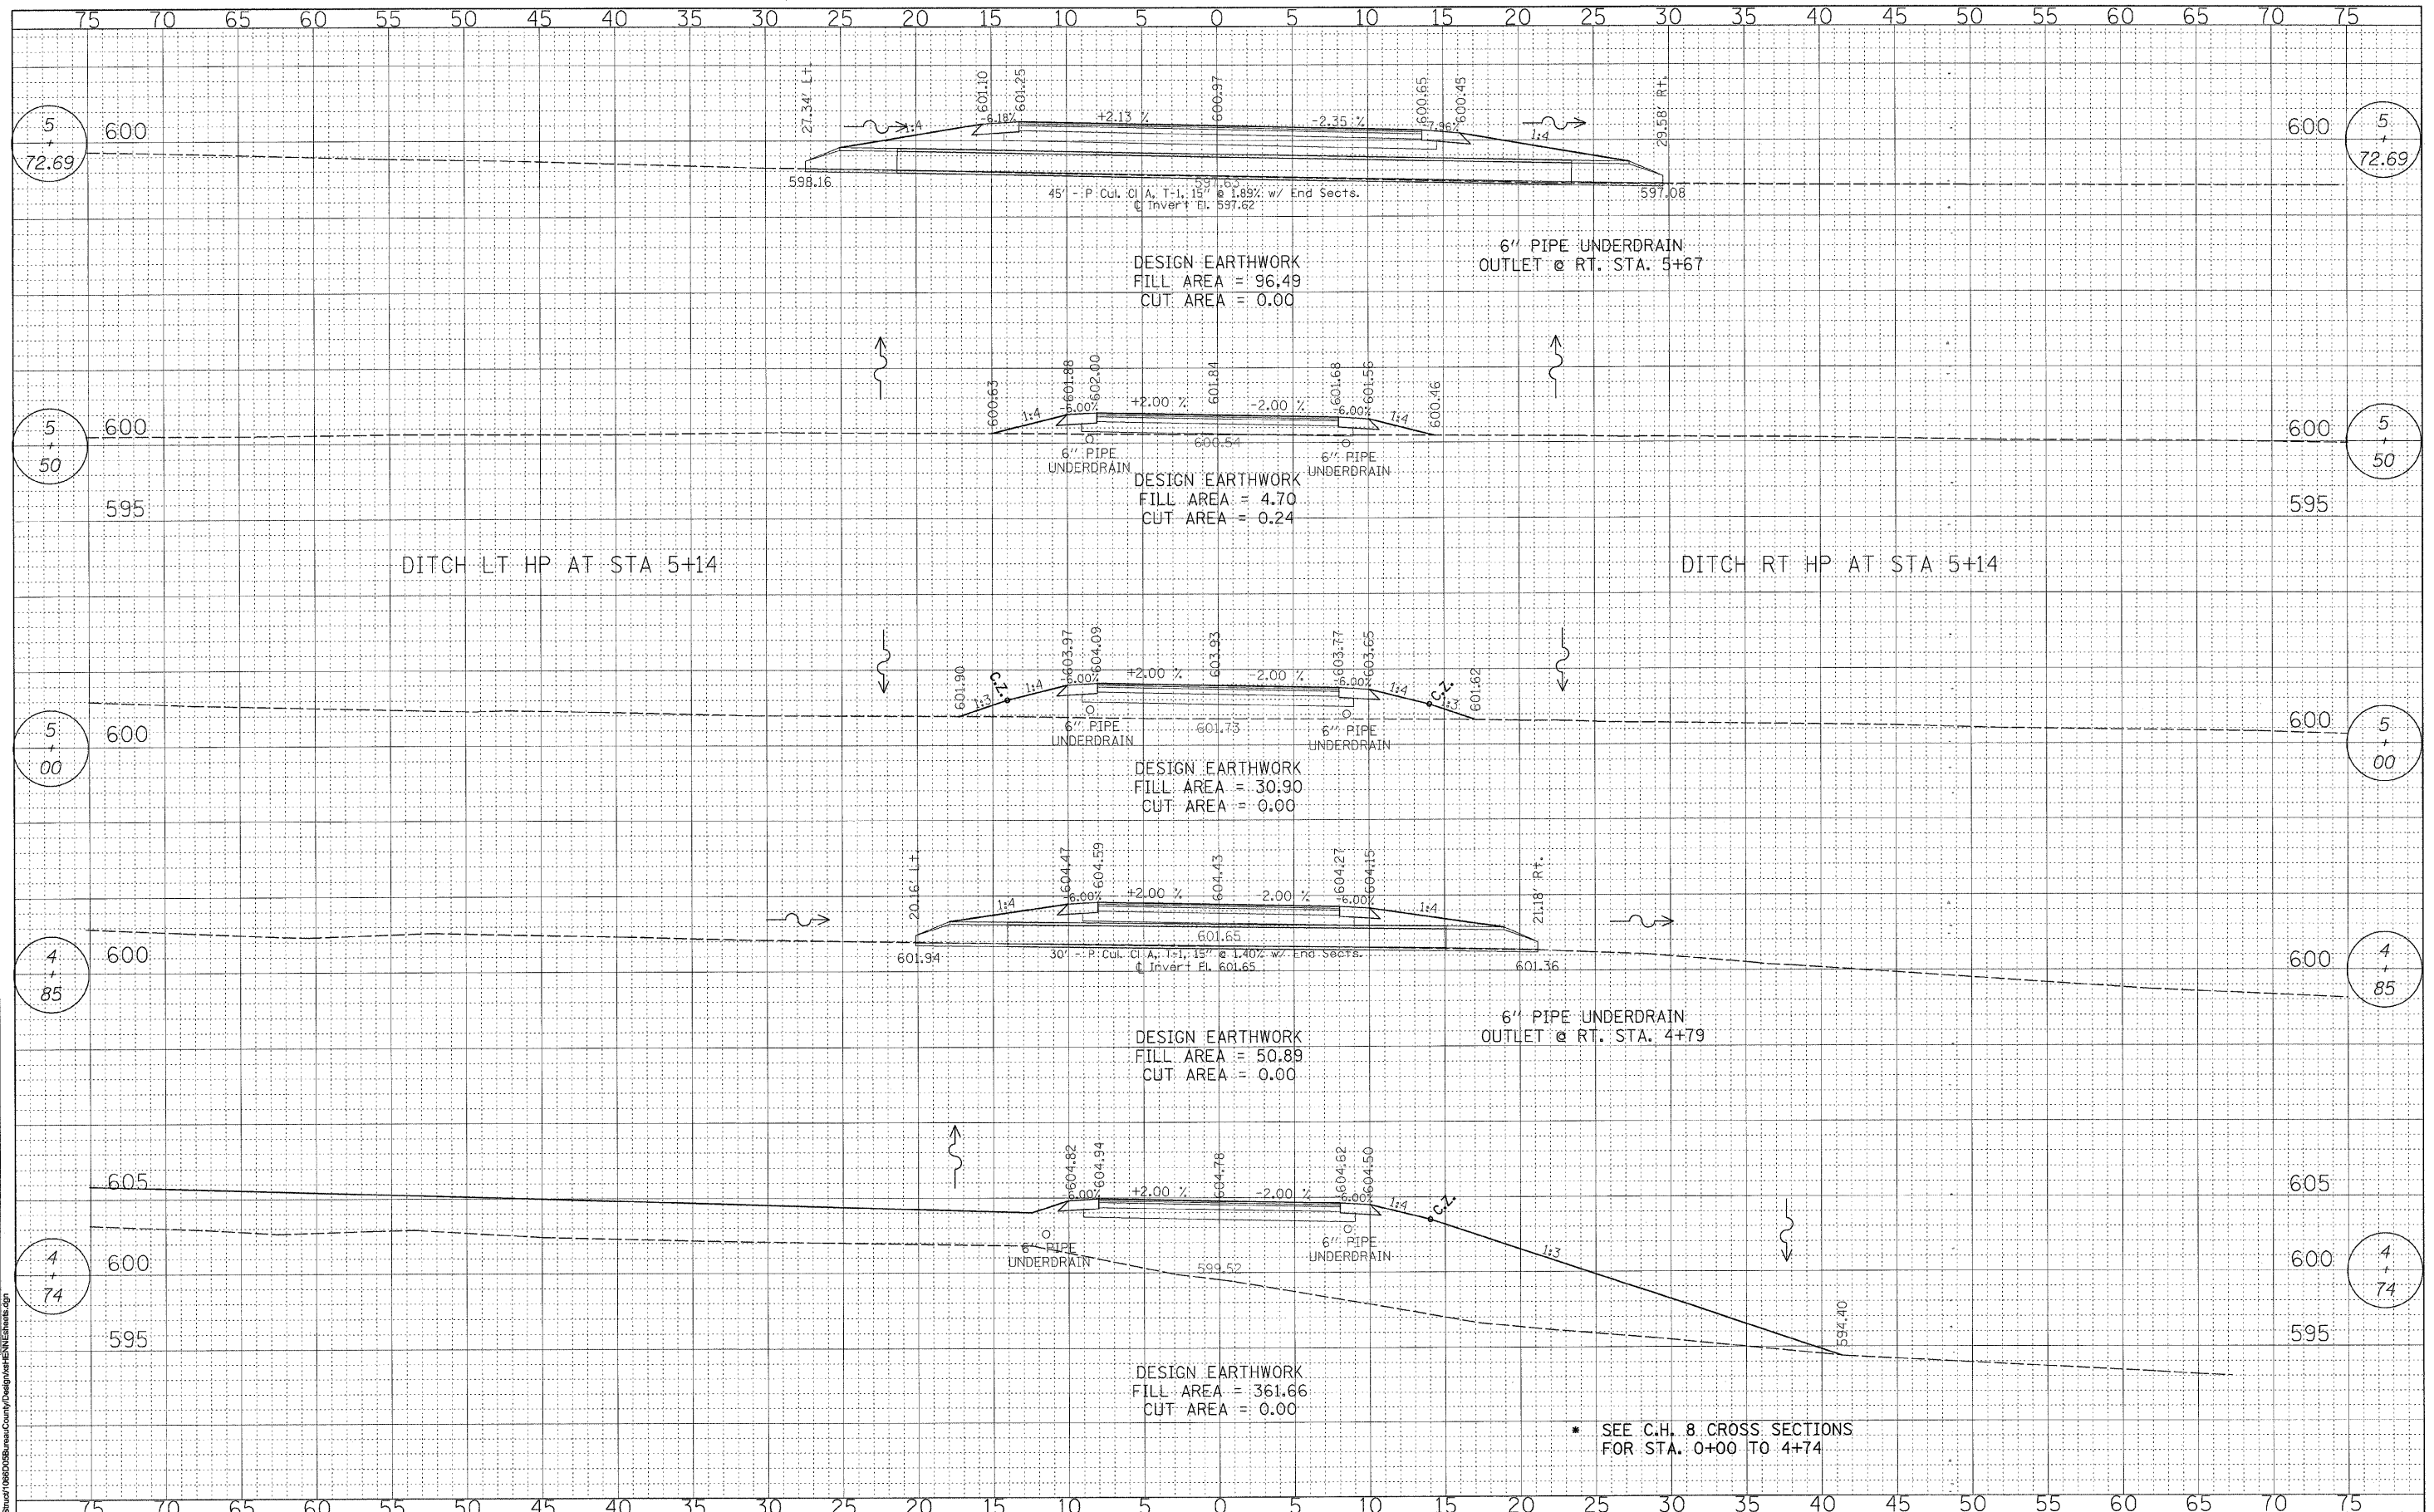 75 70 65 60 55 50 45 40 35 30 25 20 15 10 5 0 5 10 15 20 25 30 35 40 45 50 55 60 65 70 75
5 + 72.69
600
27.34' Lt.
601.10
601.25
600.97
600.65
600.45
29.58' Rt.
600
5 + 72.69
1:4
-6.18%
+2.13 %
-2.35 %
-7.96%
1:4
598.16
597.63
597.08
45' - P Cul. Cl A, T-1, 15" @ 1.89% w/ End Sects.
℄ Invert El. 597.62
6" PIPE UNDERDRAIN
OUTLET @ RT. STA. 5+67
DESIGN EARTHWORK
FILL AREA = 96.49
CUT AREA = 0.00
5 + 50
600
600.63
601.88
602.00
601.84
601.68
601.56
600.46
600
5 + 50
1:4
-6.00%
+2.00 %
-2.00 %
-6.00%
1:4
600.54
6" PIPE
UNDERDRAIN
6" PIPE
UNDERDRAIN
DESIGN EARTHWORK
FILL AREA = 4.70
CUT AREA = 0.24
595
595
DITCH LT HP AT STA 5+14
DITCH RT HP AT STA 5+14
5 + 00
600
601.90
603.97
604.09
603.93
603.77
603.65
601.62
600
5 + 00
1:3
C.Z.
1:4
-6.00%
+2.00 %
-2.00 %
-6.00%
1:4
C.Z.
1:3
6" PIPE
UNDERDRAIN
601.73
6" PIPE
UNDERDRAIN
DESIGN EARTHWORK
FILL AREA = 30.90
CUT AREA = 0.00
4 + 85
600
20.16' Lt.
604.47
604.59
604.43
604.27
604.15
21.18' Rt.
600
4 + 85
1:4
-6.00%
+2.00 %
-2.00 %
-6.00%
1:4
601.94
601.65
601.36
30' - P Cul. Cl A, T-1, 15" @ 1.40% w/ End Sects.
℄ Invert El. 601.65
6" PIPE UNDERDRAIN
OUTLET @ RT. STA. 4+79
DESIGN EARTHWORK
FILL AREA = 50.89
CUT AREA = 0.00
605
604.82
604.94
604.78
604.62
604.50
605
-6.00%
+2.00 %
-2.00 %
-6.00%
1:4
C.Z.
1:3
4 + 74
600
6" PIPE
UNDERDRAIN
599.52
6" PIPE
UNDERDRAIN
600
4 + 74
595
594.40
595
DESIGN EARTHWORK
FILL AREA = 361.66
CUT AREA = 0.00
* SEE C.H. 8 CROSS SECTIONS
FOR STA. 0+00 TO 4+74
75 70 65 60 55 50 45 40 35 30 25 20 15 10 5 0 5 10 15 20 25 30 35 40 45 50 55 60 65 70 75